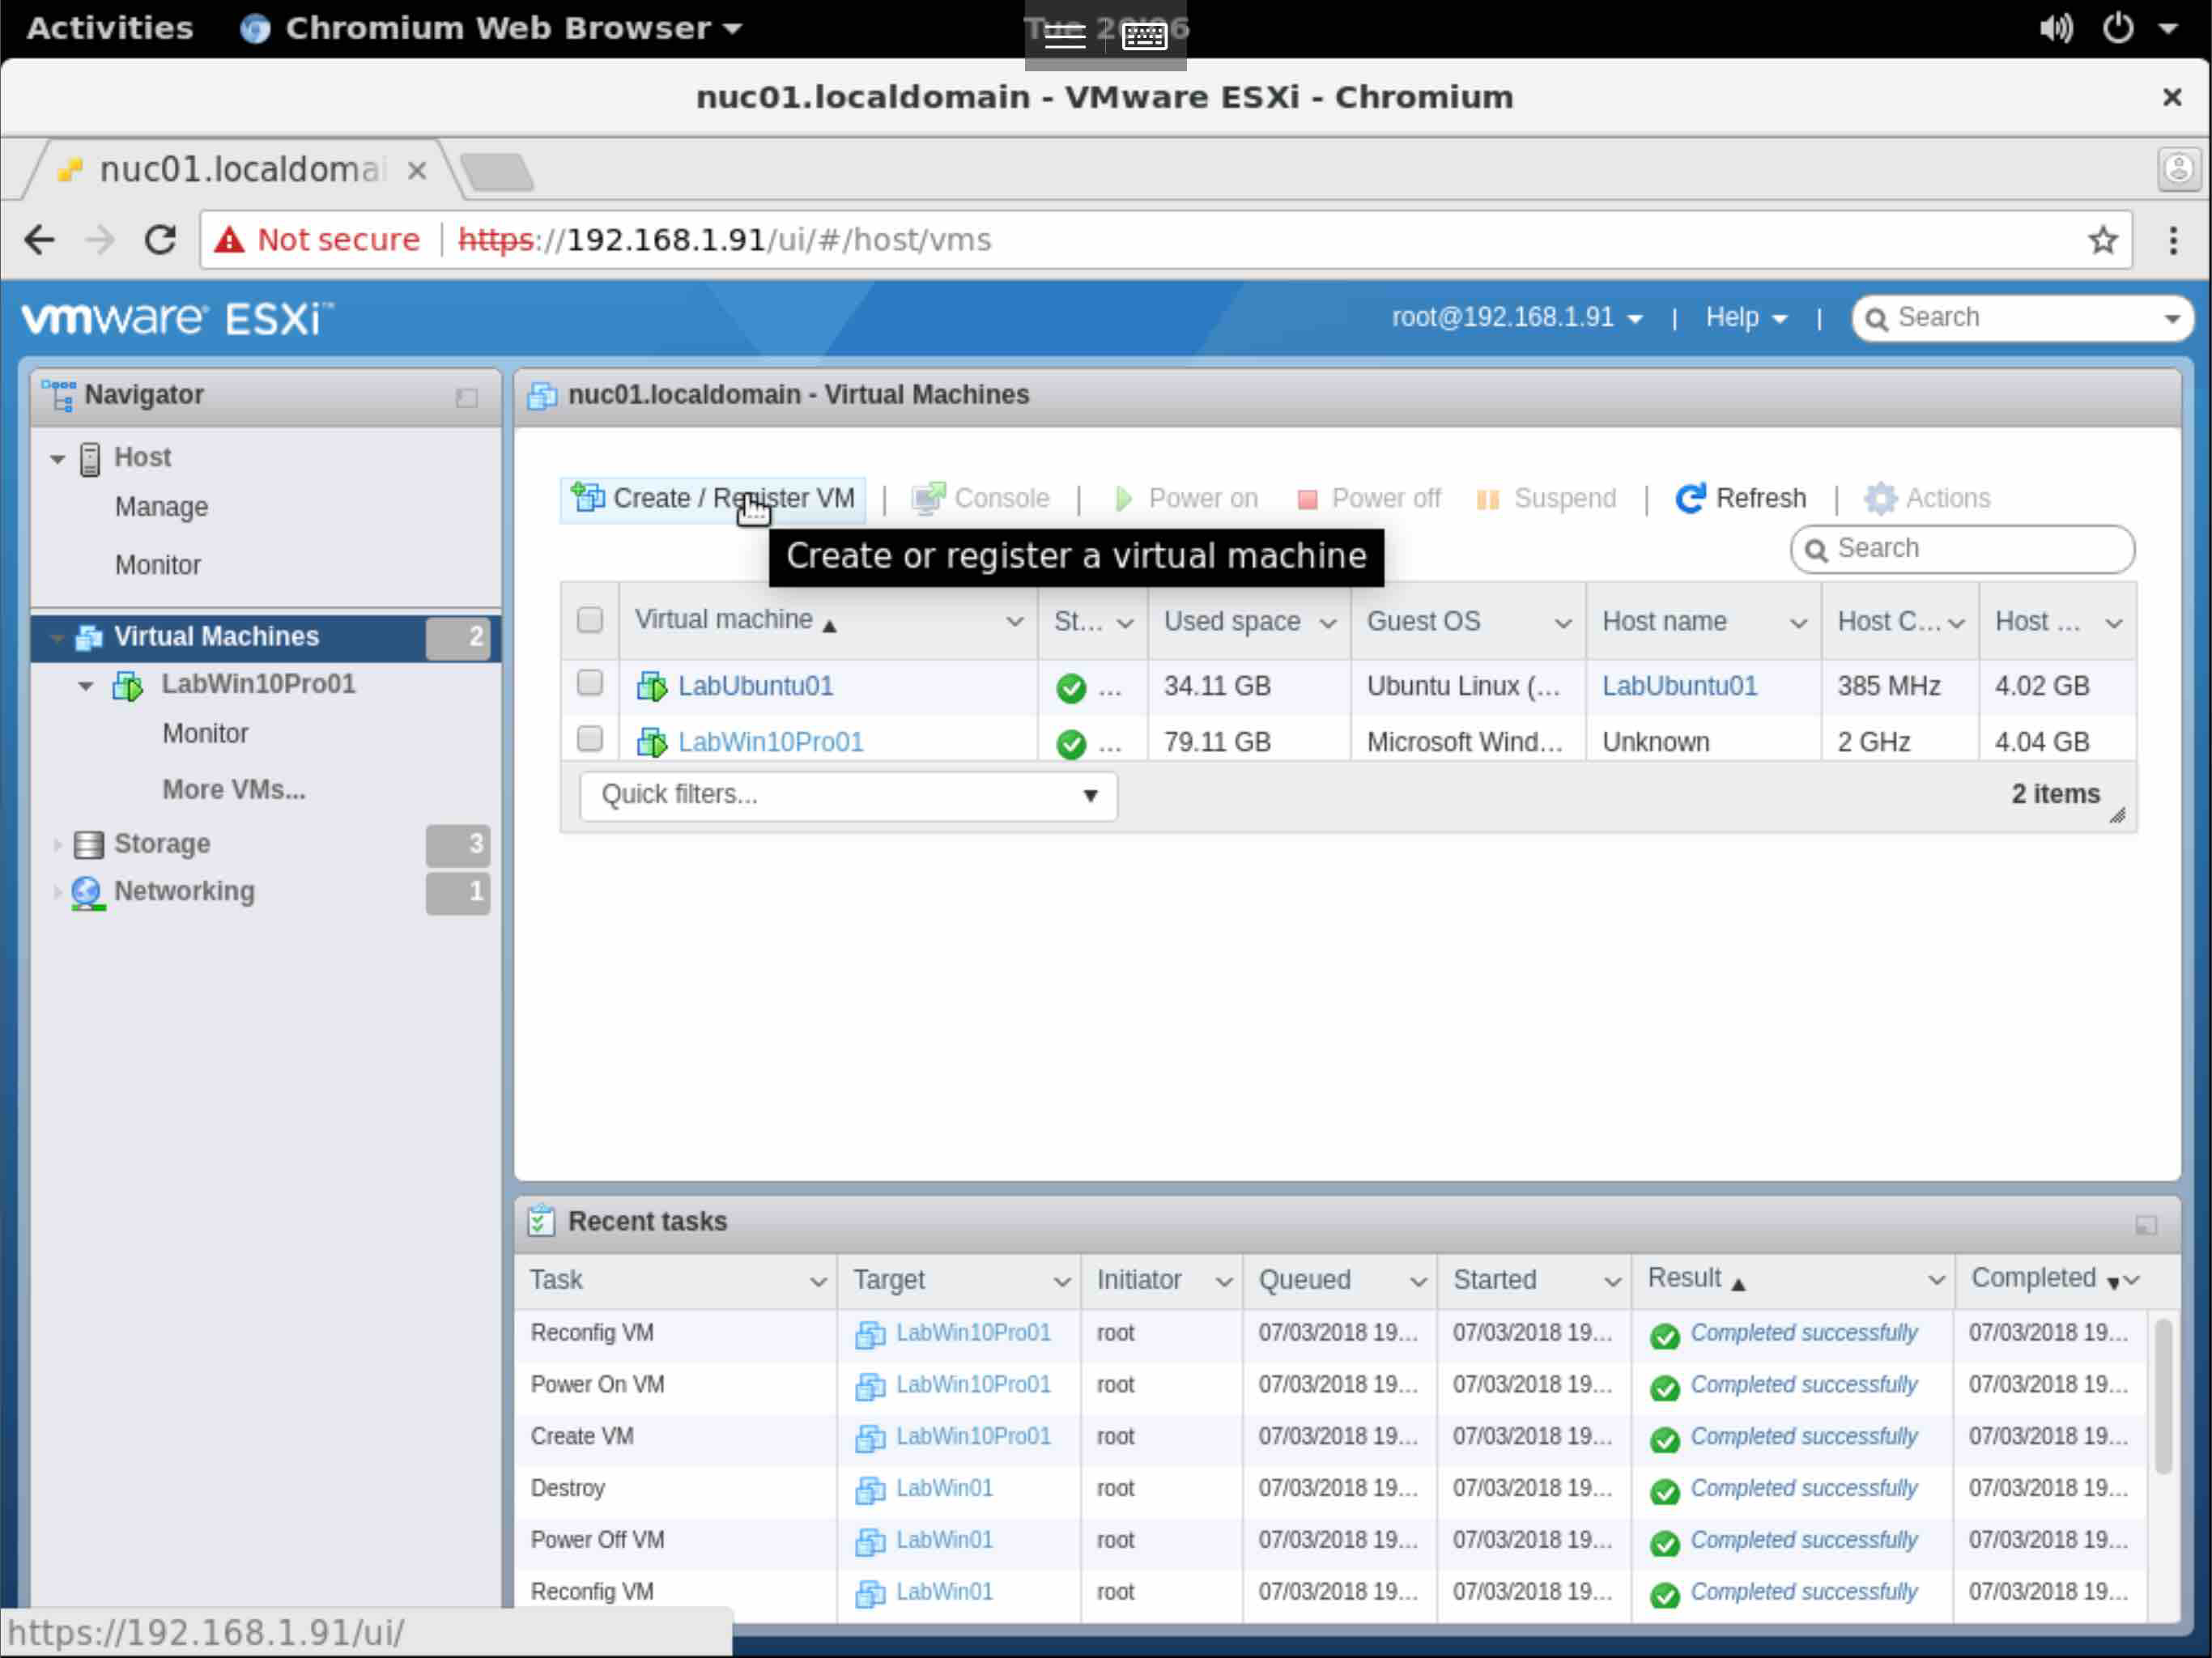 Activities Chromium Web Browser
nuc01.localdomain - VMware ESXi - Chromium
nuc01.localdomai
Not secure https://192.168.1.91/ui/#/host/vms
vmware® ESXi™ root@192.168.1.91 | Help | Search
Navigator
Host
Manage
Monitor
Virtual Machines 2
LabWin10Pro01
Monitor
More VMs...
Storage 3
Networking 1
nuc01.localdomain - Virtual Machines
Create / Register VM | Console | Power on Power off Suspend | Refresh | Actions
Create or register a virtual machine
Search
Virtual machine St... Used space Guest OS Host name Host C... Host ...
LabUbuntu01 ... 34.11 GB Ubuntu Linux (... LabUbuntu01 385 MHz 4.02 GB
LabWin10Pro01 ... 79.11 GB Microsoft Wind... Unknown 2 GHz 4.04 GB
Quick filters... 2 items
Recent tasks
Task Target Initiator Queued Started Result Completed
Reconfig VM LabWin10Pro01 root 07/03/2018 19... 07/03/2018 19... Completed successfully 07/03/2018 19...
Power On VM LabWin10Pro01 root 07/03/2018 19... 07/03/2018 19... Completed successfully 07/03/2018 19...
Create VM LabWin10Pro01 root 07/03/2018 19... 07/03/2018 19... Completed successfully 07/03/2018 19...
Destroy LabWin01 root 07/03/2018 19... 07/03/2018 19... Completed successfully 07/03/2018 19...
Power Off VM LabWin01 root 07/03/2018 19... 07/03/2018 19... Completed successfully 07/03/2018 19...
Reconfig VM LabWin01 root 07/03/2018 19... 07/03/2018 19... Completed successfully 07/03/2018 19...
https://192.168.1.91/ui/